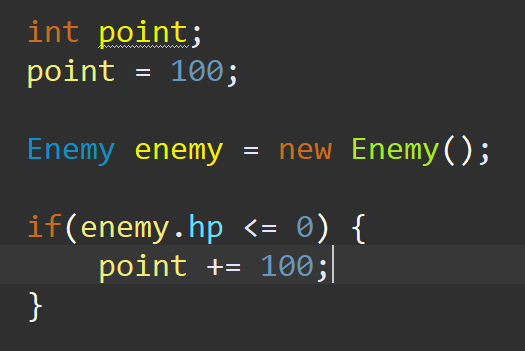 int point;
point = 100;
Enemy enemy = new Enemy();
if(enemy.hp <= 0) {
point += 100;
}